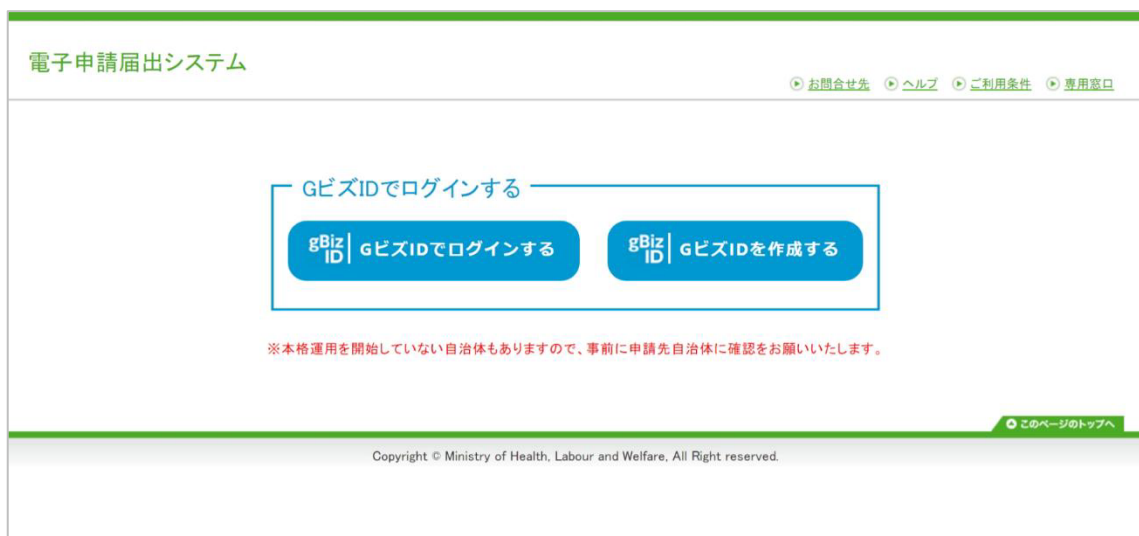 電子申請届出システム
お問合せ先 ヘルプ ご利用条件 専用窓口
GビズIDでログインする
gBiz ID GビズIDでログインする
gBiz ID GビズIDを作成する
※本格運用を開始していない自治体もありますので、事前に申請先自治体に確認をお願いいたします。
このページのトップへ
Copyright © Ministry of Health, Labour and Welfare, All Right reserved.